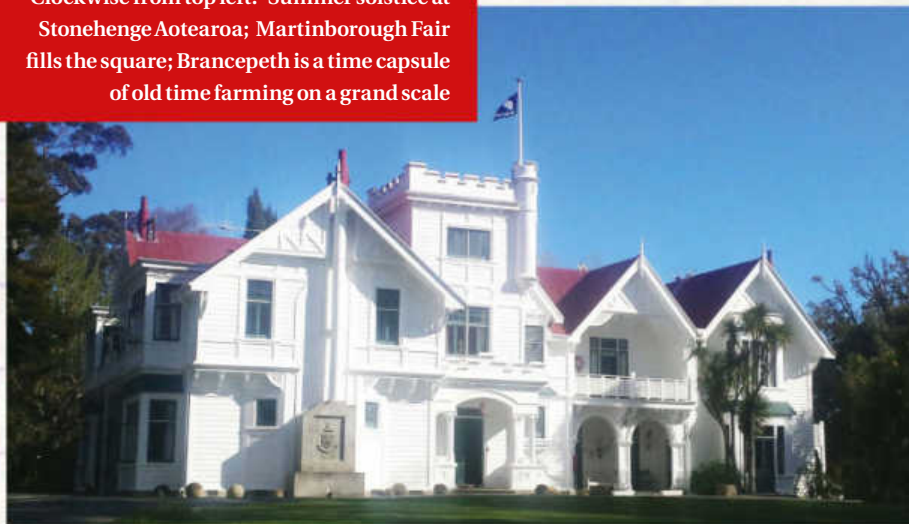 Clockwise from top left: Summer solstice at
Stonehenge Aotearoa; Martinborough Fair
fills the square; Brancepeth is a time capsule
of old time farming on a grand scale